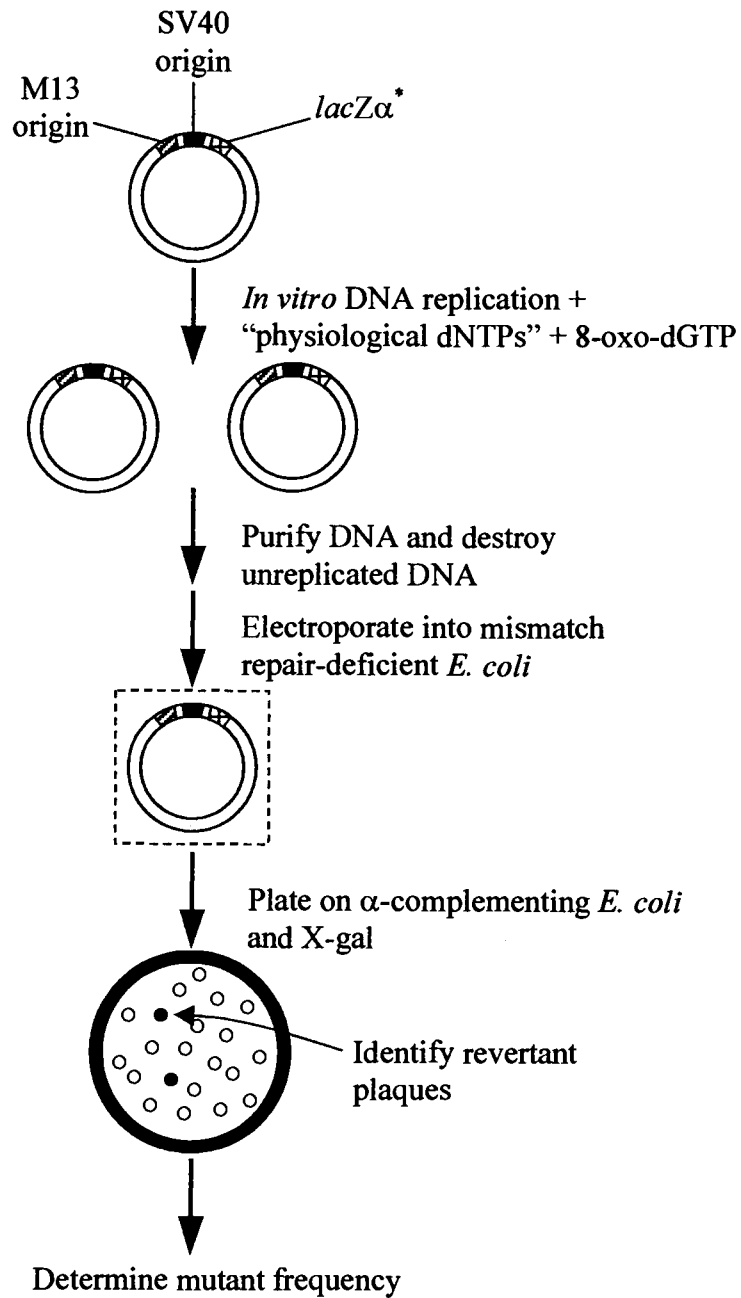 SV40
origin
M13
origin
lacZα*
In vitro DNA replication +
“physiological dNTPs” + 8-oxo-dGTP
Purify DNA and destroy
unreplicated DNA
Electroporate into mismatch
repair-deficient E. coli
Plate on α-complementing E. coli
and X-gal
Identify revertant
plaques
Determine mutant frequency